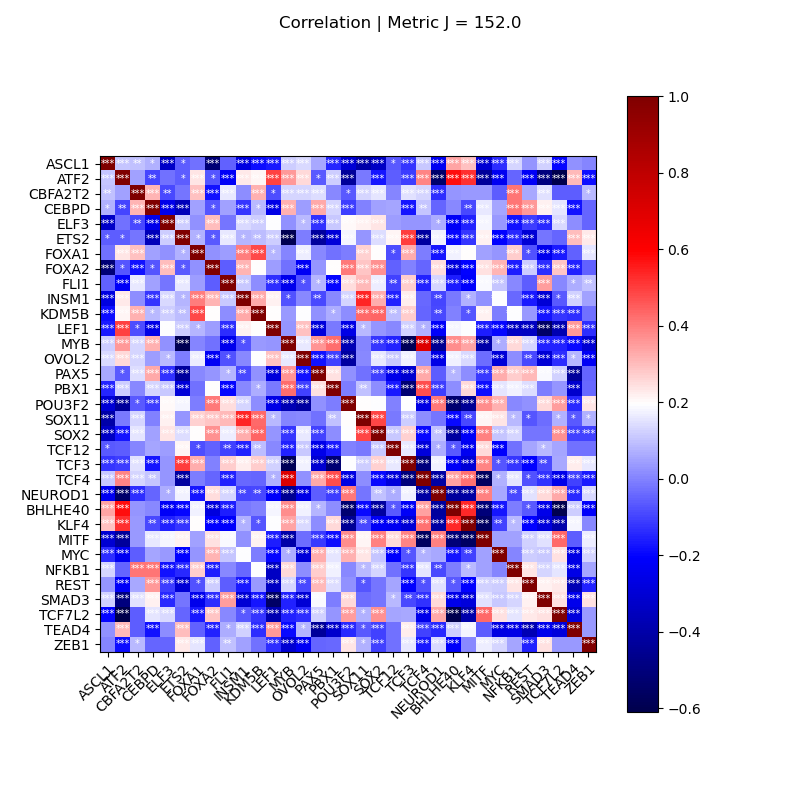 Correlation | Metric J = 152.0
ASCL1
ATF2
CBFA2T2
CEBPD
ELF3
ETS2
FOXA1
FOXA2
FLI1
INSM1
KDM5B
LEF1
MYB
OVOL2
PAX5
PBX1
POU3F2
SOX11
SOX2
TCF12
TCF3
TCF4
NEUROD1
BHLHE40
KLF4
MITF
MYC
NFKB1
REST
SMAD3
TCF7L2
TEAD4
ZEB1
ASCL1
ATF2
CBFA2T2
CEBPD
ELF3
ETS2
FOXA1
FOXA2
FLI1
INSM1
KDM5B
LEF1
MYB
OVOL2
PAX5
PBX1
POU3F2
SOX11
SOX2
TCF12
TCF3
TCF4
NEUROD1
BHLHE40
KLF4
MITF
MYC
NFKB1
REST
SMAD3
TCF7L2
TEAD4
ZEB1
1.0
0.8
0.6
0.4
0.2
0.0
−0.2
−0.4
−0.6